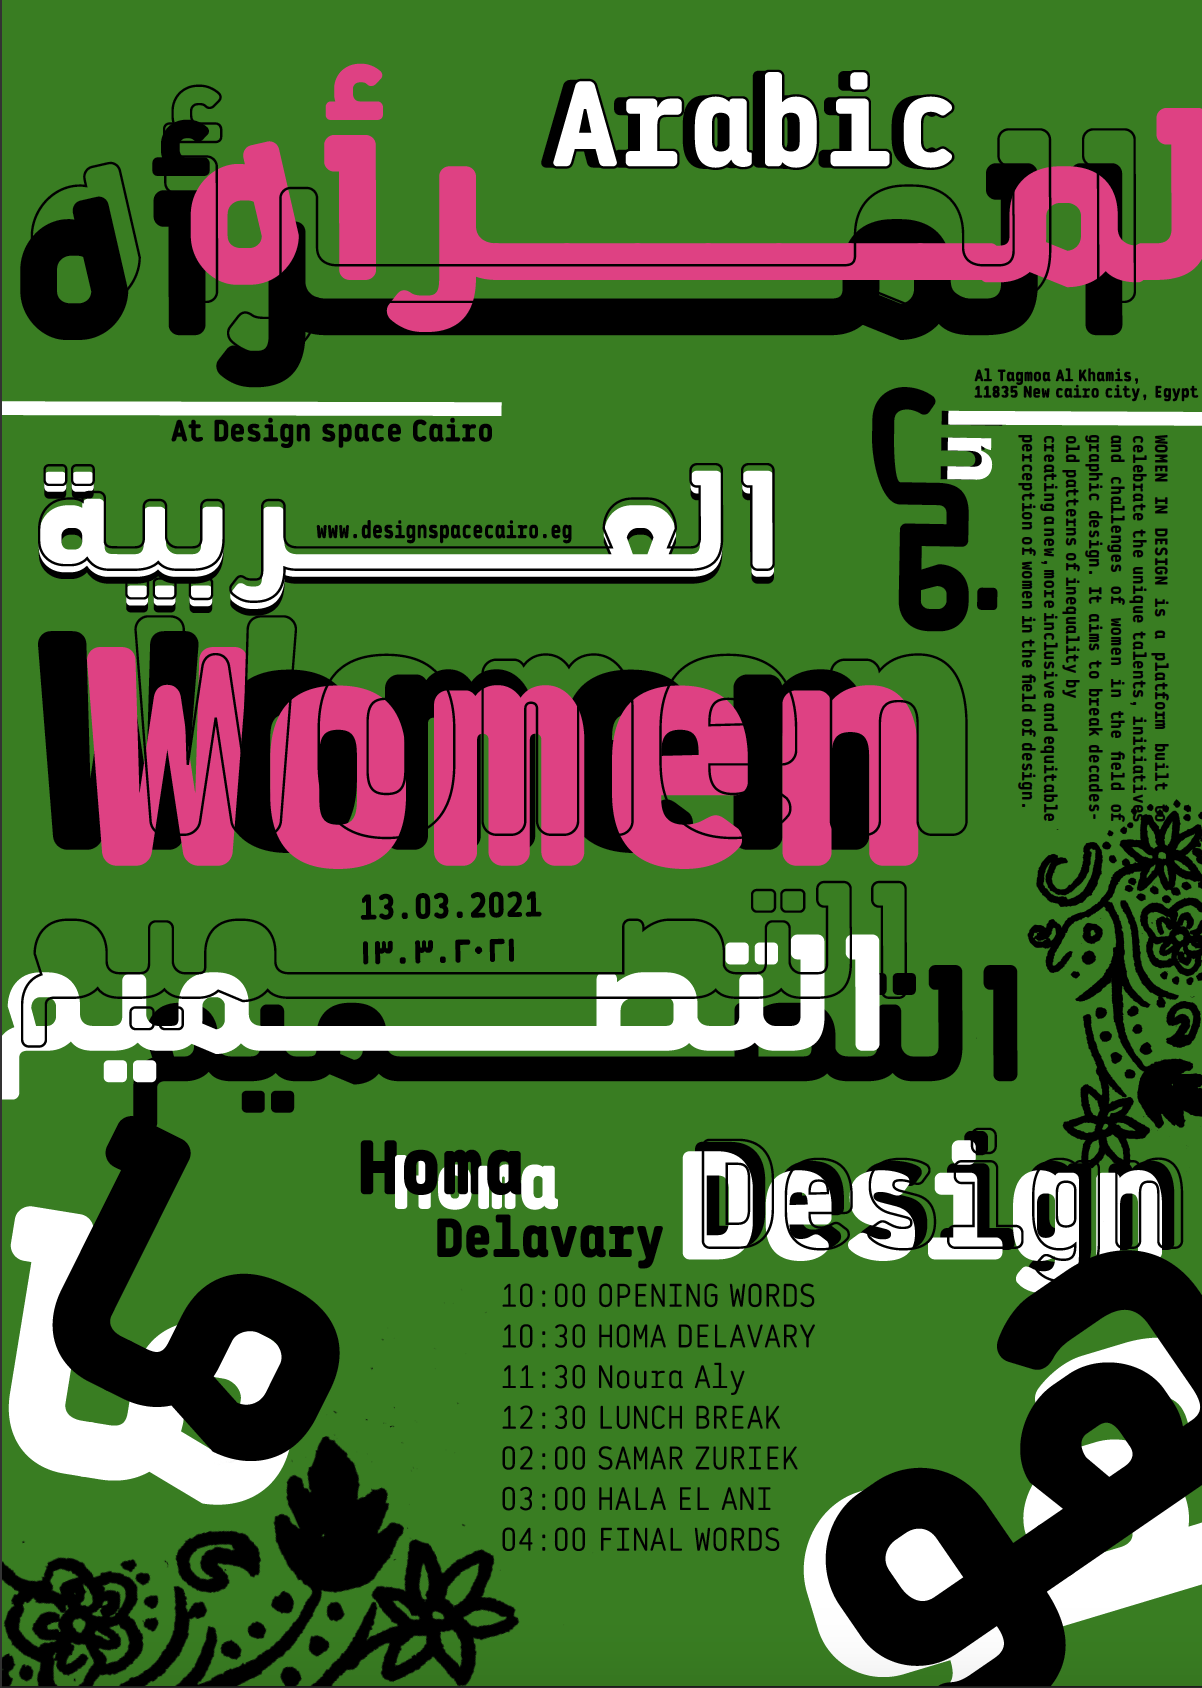 Arabic
المرأه
Al Tagmoa Al Khamis,
11835 New cairo city, Egypt
At Design space Cairo
العربية
www.designspacecairo.eg
WOMEN IN DESIGN is a platform built to
celebrate the unique talents, initiatives
and challenges of women in the field of
graphic design. It aims to break decades-
old patterns of inequality by
creating a new, more inclusive and equitable
perception of women in the field of design.
Women
13.03.2021
١٣.٣.٢٠٢١
التصميم
Homa
Homa
Delavary
Design
10:00 OPENING WORDS
10:30 HOMA DELAVARY
11:30 Noura Aly
12:30 LUNCH BREAK
02:00 SAMAR ZURIEK
03:00 HALA EL ANI
04:00 FINAL WORDS